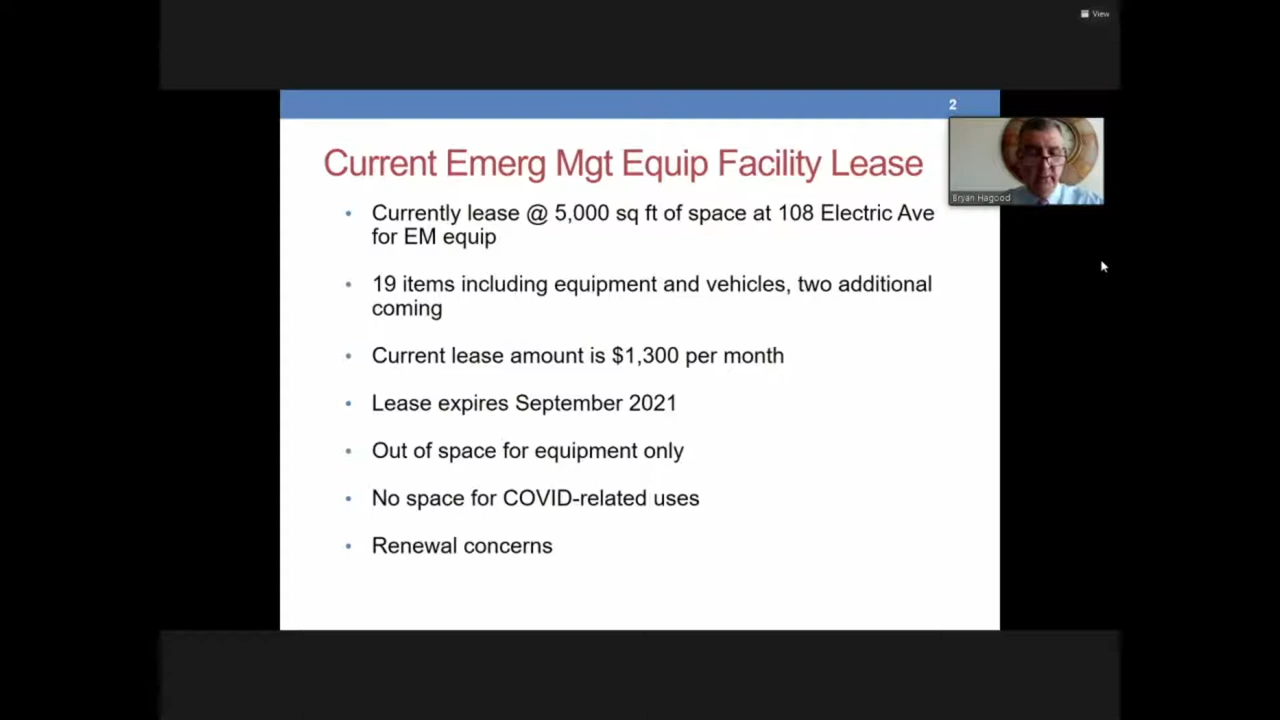 View
2
Current Emerg Mgt Equip Facility Lease
Bryan Hagood
• Currently lease @ 5,000 sq ft of space at 108 Electric Ave
for EM equip
• 19 items including equipment and vehicles, two additional
coming
• Current lease amount is $1,300 per month
• Lease expires September 2021
• Out of space for equipment only
• No space for COVID-related uses
• Renewal concerns